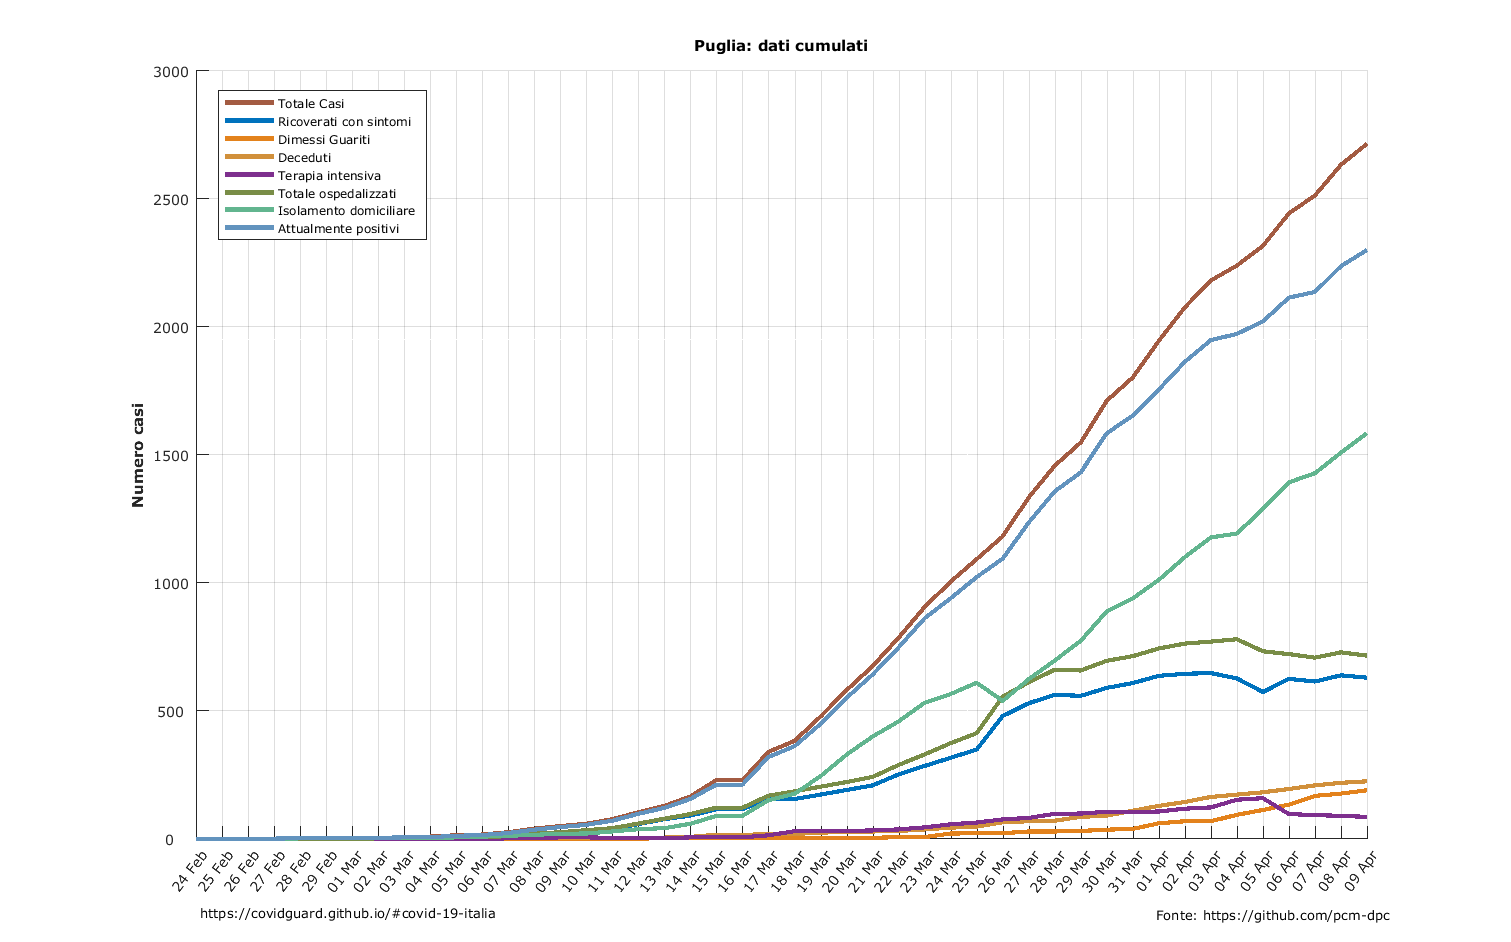 Puglia: dati cumulati
3000
2500
2000
1500
1000
500
0
Numero casi
Totale Casi
Ricoverati con sintomi
Dimessi Guariti
Deceduti
Terapia intensiva
Totale ospedalizzati
Isolamento domiciliare
Attualmente positivi
24 Feb
25 Feb
26 Feb
27 Feb
28 Feb
29 Feb
01 Mar
02 Mar
03 Mar
04 Mar
05 Mar
06 Mar
07 Mar
08 Mar
09 Mar
10 Mar
11 Mar
12 Mar
13 Mar
14 Mar
15 Mar
16 Mar
17 Mar
18 Mar
19 Mar
20 Mar
21 Mar
22 Mar
23 Mar
24 Mar
25 Mar
26 Mar
27 Mar
28 Mar
29 Mar
30 Mar
31 Mar
01 Apr
02 Apr
03 Apr
04 Apr
05 Apr
06 Apr
07 Apr
08 Apr
09 Apr
https://covidguard.github.io/#covid-19-italia
Fonte: https://github.com/pcm-dpc